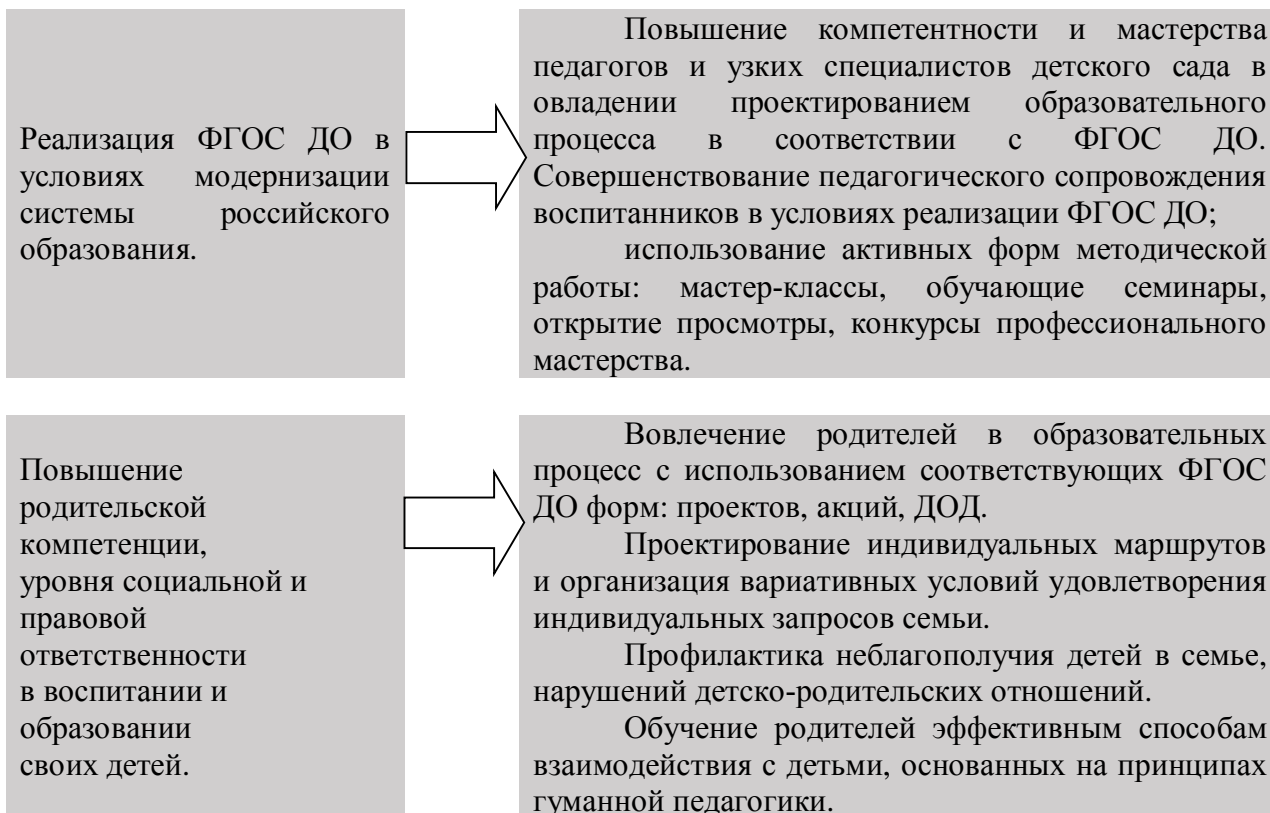 Реализация ФГОС ДО в
условиях модернизации
системы российского
образования.
Повышение компетентности и мастерства
педагогов и узких специалистов детского сада в
овладении проектированием образовательного
процесса в соответствии с ФГОС ДО.
Совершенствование педагогического сопровождения
воспитанников в условиях реализации ФГОС ДО;
использование активных форм методической
работы: мастер-классы, обучающие семинары,
открытие просмотры, конкурсы профессионального
мастерства.
Повышение
родительской
компетенции,
уровня социальной и
правовой
ответственности
в воспитании и
образовании
своих детей.
Вовлечение родителей в образовательных
процесс с использованием соответствующих ФГОС
ДО форм: проектов, акций, ДОД.
Проектирование индивидуальных маршрутов
и организация вариативных условий удовлетворения
индивидуальных запросов семьи.
Профилактика неблагополучия детей в семье,
нарушений детско-родительских отношений.
Обучение родителей эффективным способам
взаимодействия с детьми, основанных на принципах
гуманной педагогики.